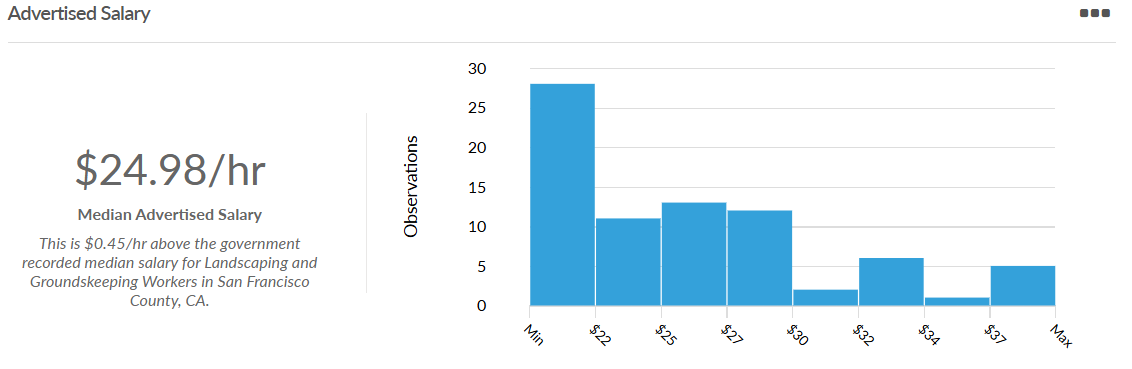 Advertised Salary
$24.98/hr
Median Advertised Salary
This is $0.45/hr above the government
recorded median salary for Landscaping and
Groundskeeping Workers in San Francisco
County, CA.
Observations
30
25
20
15
10
5
0
Min
$22
$25
$27
$30
$32
$34
$37
Max